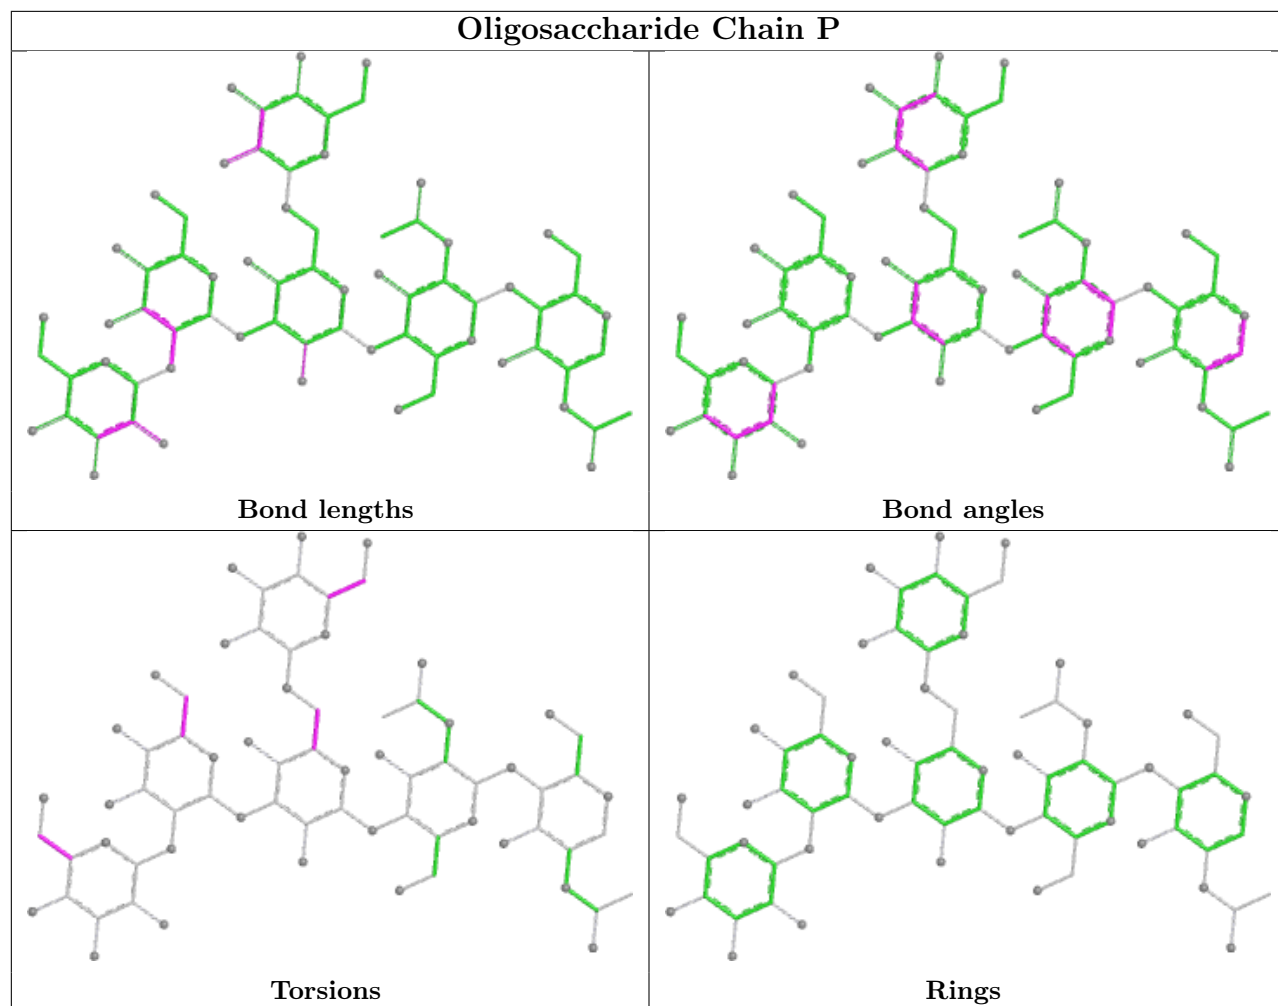 Oligosaccharide Chain P
Bond lengths
Bond angles
Torsions
Rings